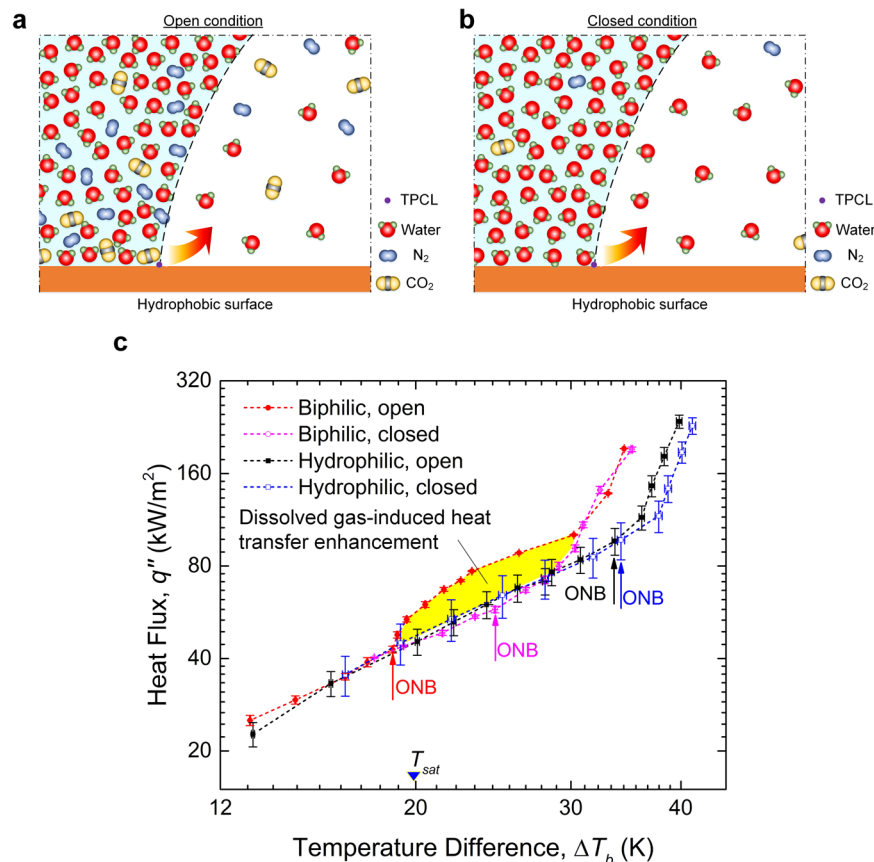 a
Open condition
TPCL
Water
N₂
CO₂
Hydrophobic surface
b
Closed condition
TPCL
Water
N₂
CO₂
Hydrophobic surface
c
Heat Flux, q″ (kW/m²)
320
160
80
40
20
Biphilic, open
Biphilic, closed
Hydrophilic, open
Hydrophilic, closed
Dissolved gas-induced heat
transfer enhancement
ONB
ONB
ONB
ONB
T_sat
12
20
30
40
Temperature Difference, ΔT_b (K)